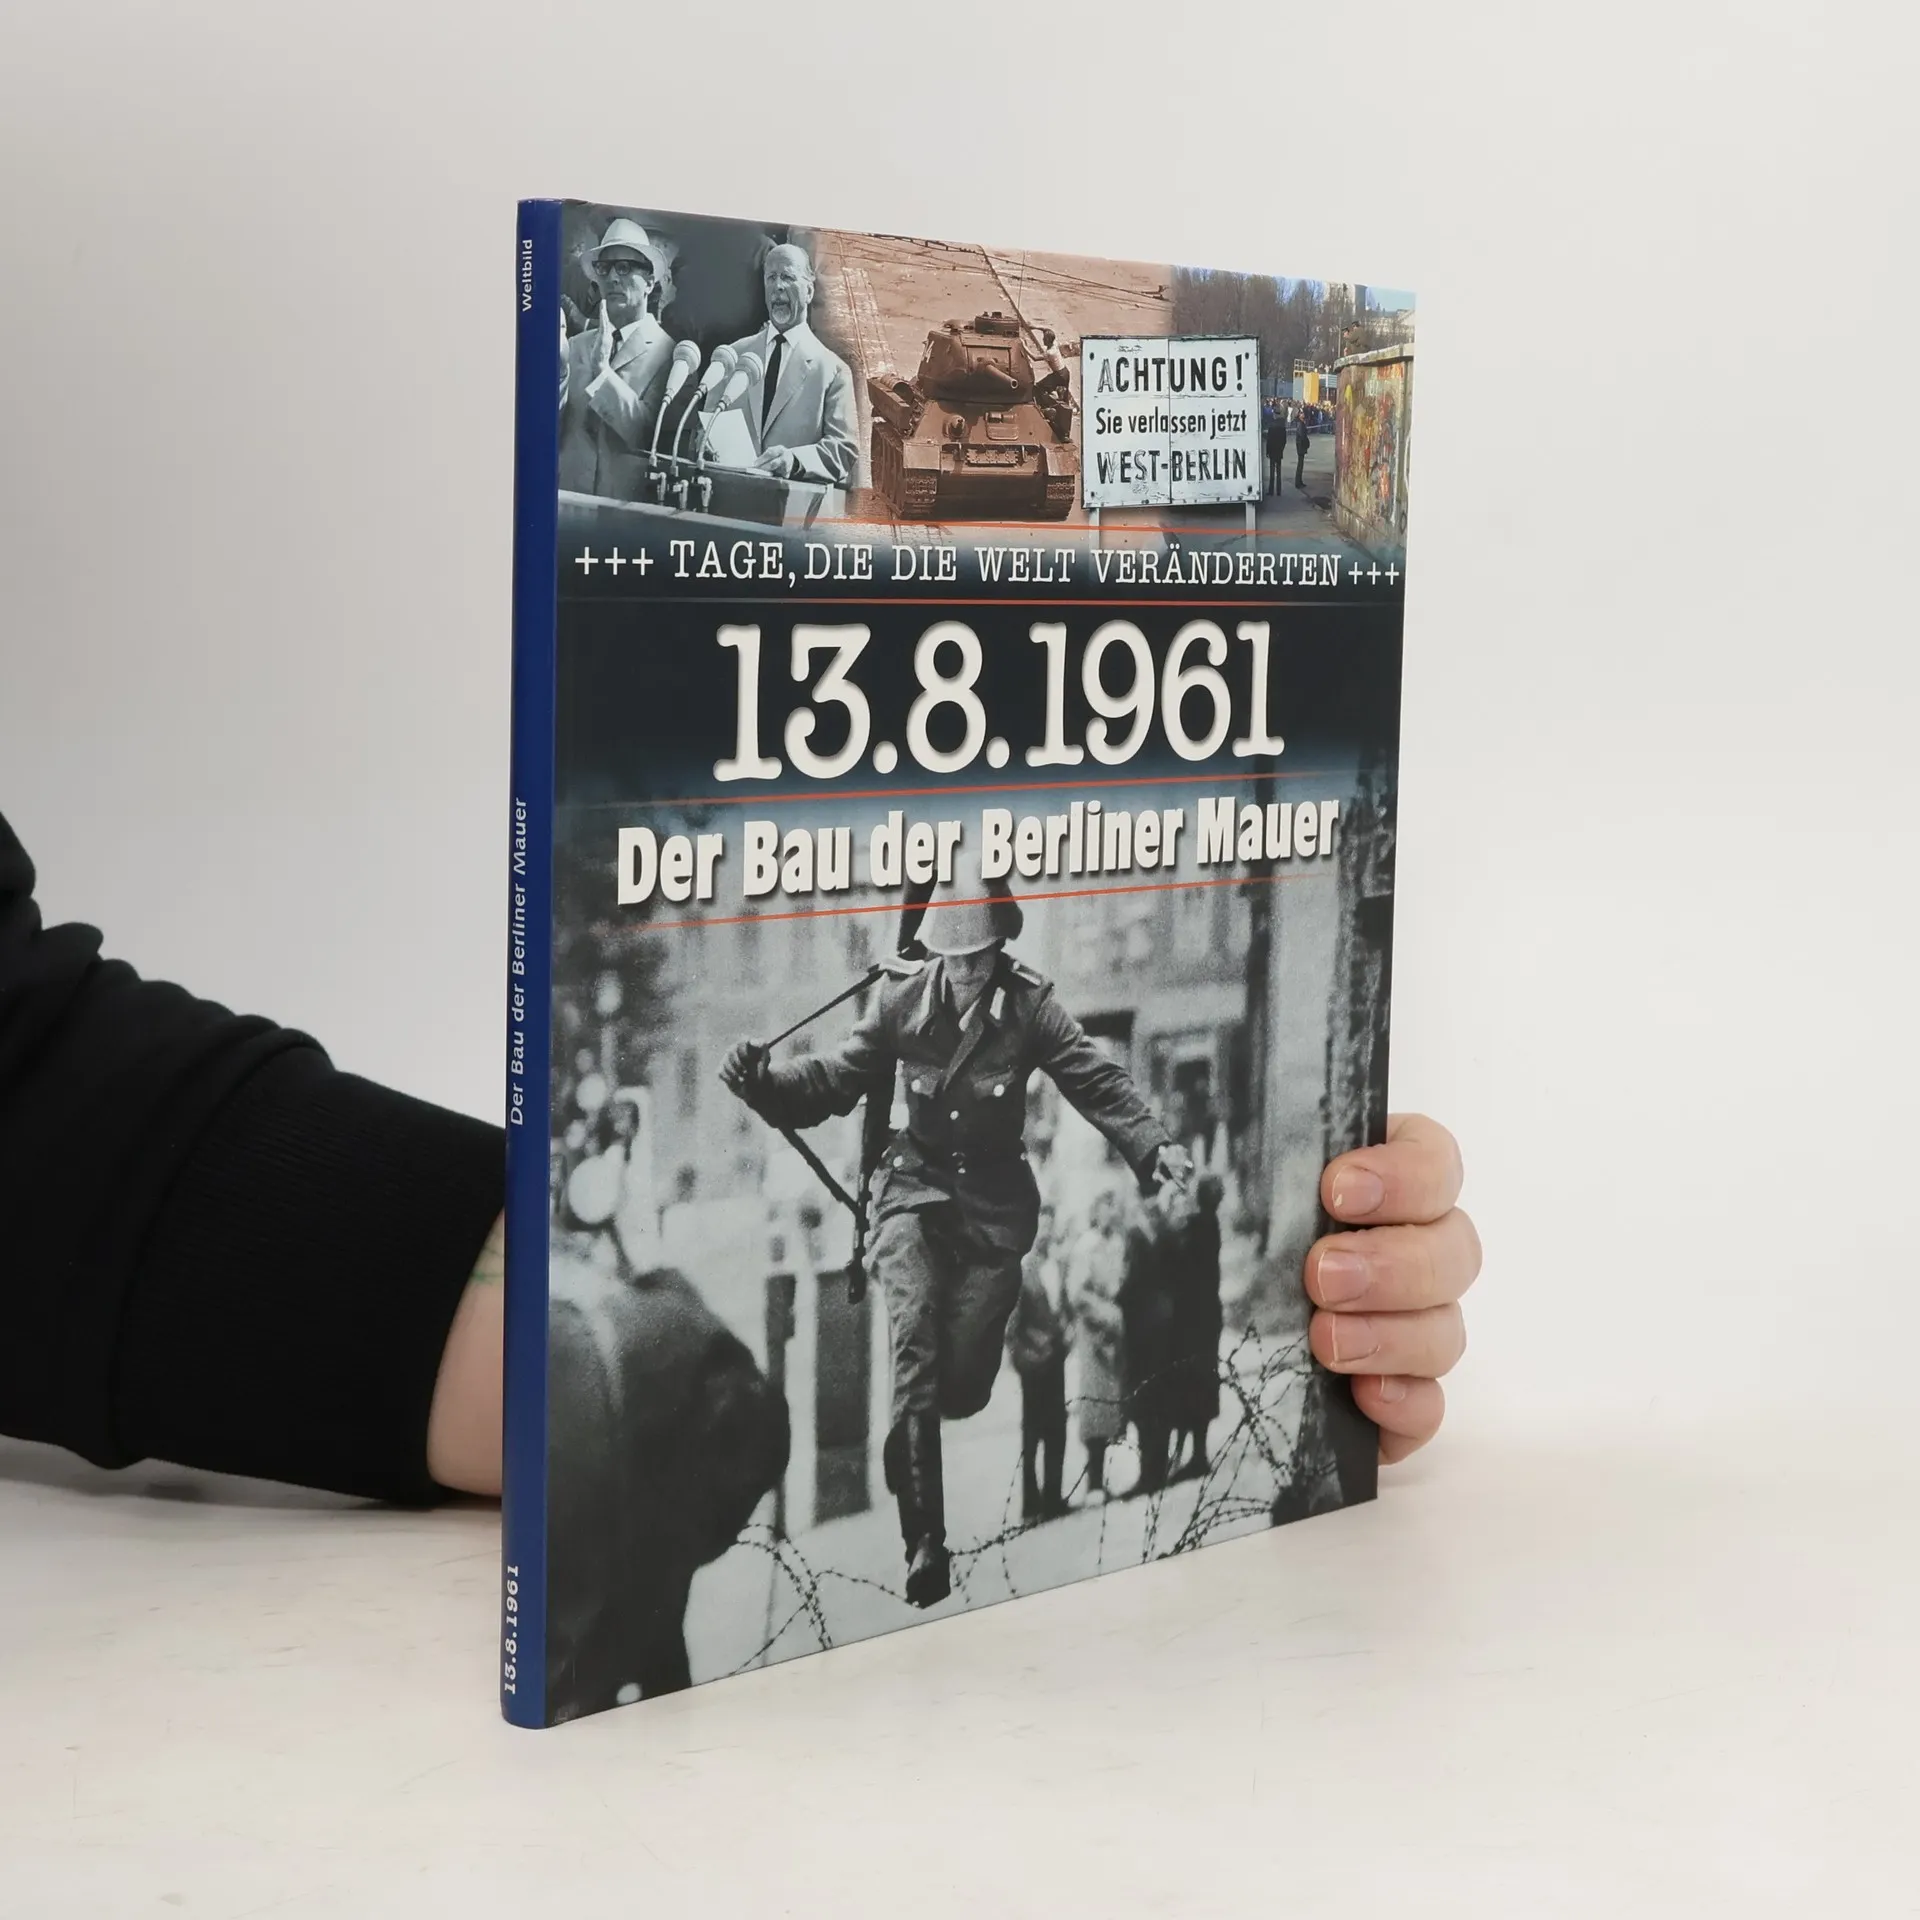 Weltbild
Der Bau der Berliner Mauer
13.8.1961
ACHTUNG!
Sie verlassen jetzt
WEST-BERLIN
+++ TAGE, DIE DIE WELT VERÄNDERTEN +++
13.8.1961
Der Bau der Berliner Mauer